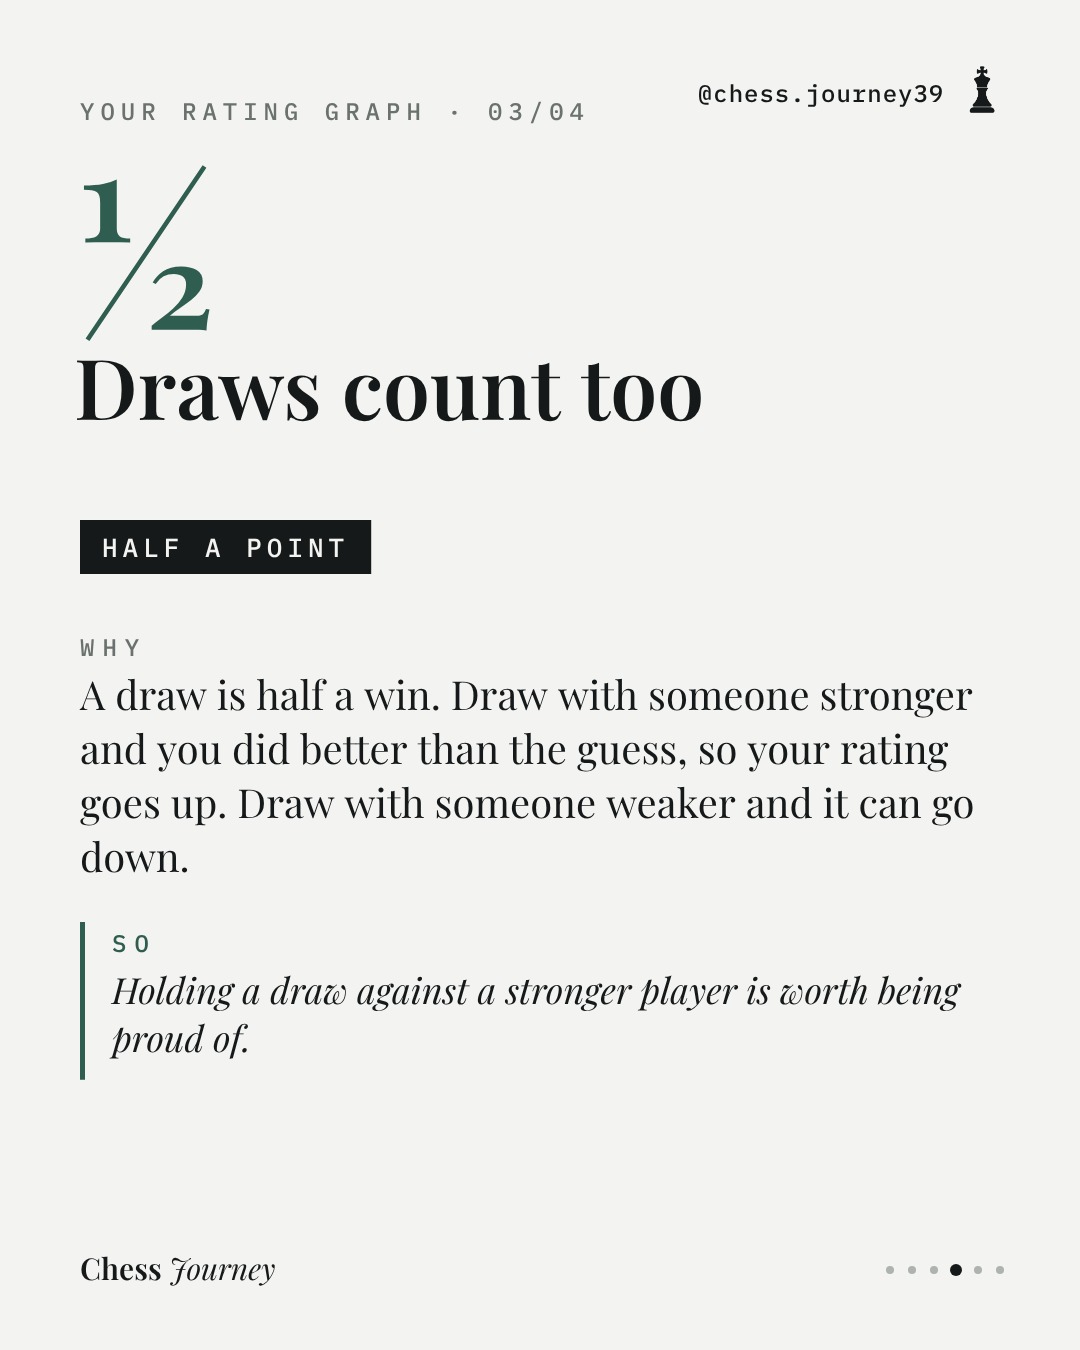 YOUR RATING GRAPH · 03/04
@chess.journey39
½
Draws count too
HALF A POINT
WHY
A draw is half a win. Draw with someone stronger
and you did better than the guess, so your rating
goes up. Draw with someone weaker and it can go
down.
SO
Holding a draw against a stronger player is worth being
proud of.
Chess Journey